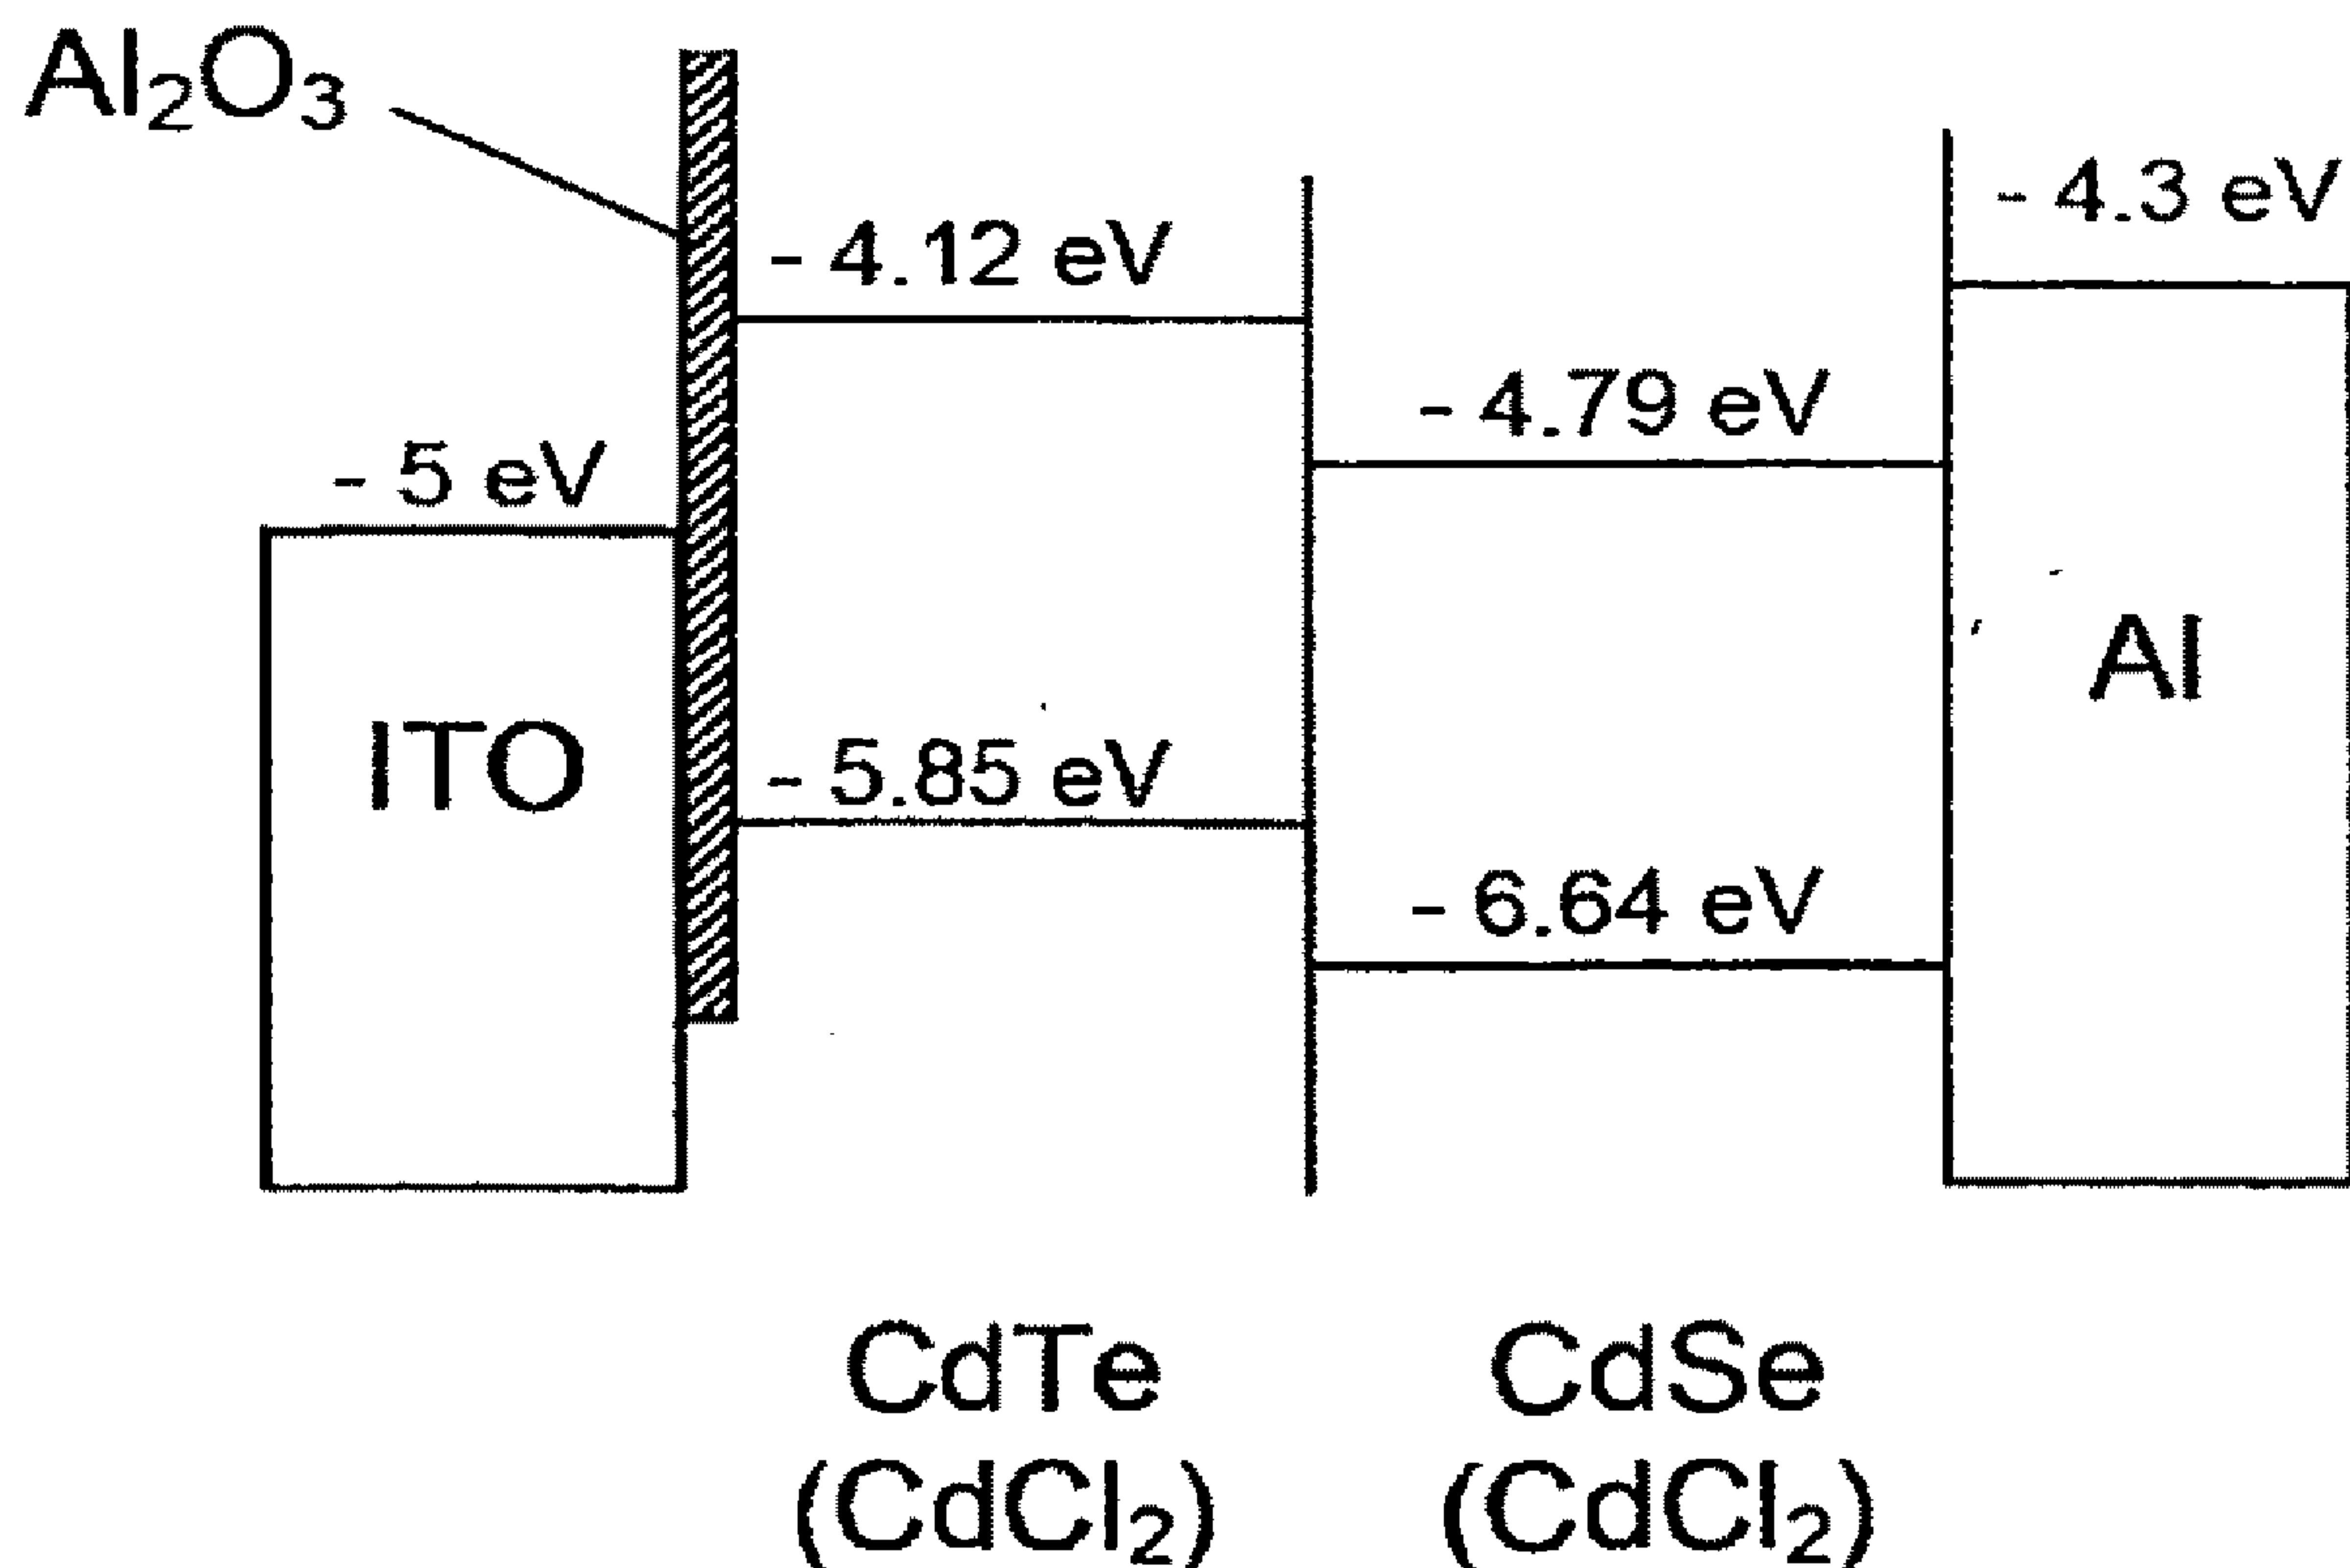 Al₂O₃
- 4.12 eV
- 4.3 eV
- 4.79 eV
- 5 eV
ITO
Al
- 5.85 eV
- 6.64 eV
CdTe
(CdCl₂)
CdSe
(CdCl₂)